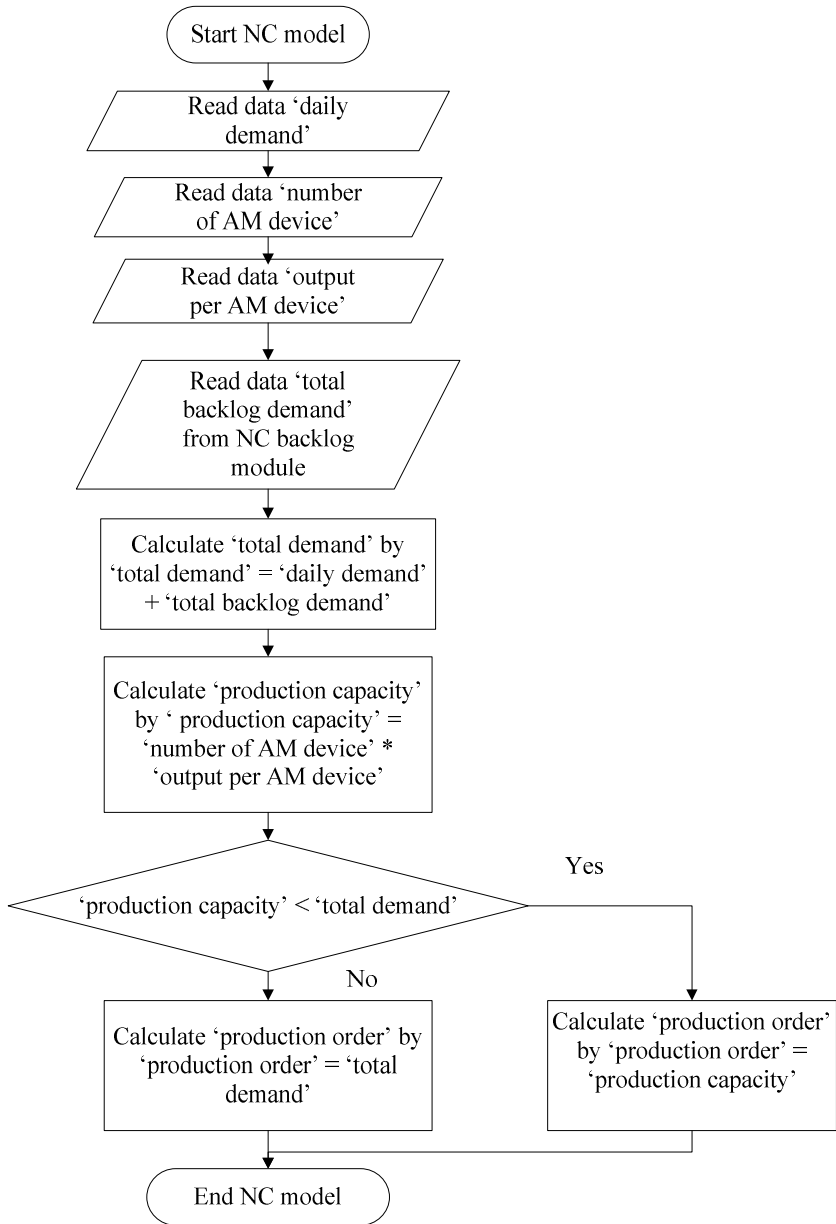 Start NC model
Read data ‘daily
demand’
Read data ‘number
of AM device’
Read data ‘output
per AM device’
Read data ‘total
backlog demand’
from NC backlog
module
Calculate ‘total demand’ by
‘total demand’ = ‘daily demand’
+ ‘total backlog demand’
Calculate ‘production capacity’
by ‘ production capacity’ =
‘number of AM device’ *
‘output per AM device’
‘production capacity’ < ‘total demand’
Yes
No
Calculate ‘production order’ by
‘production order’ = ‘total
demand’
Calculate ‘production order’
by ‘production order’ =
‘production capacity’
End NC model